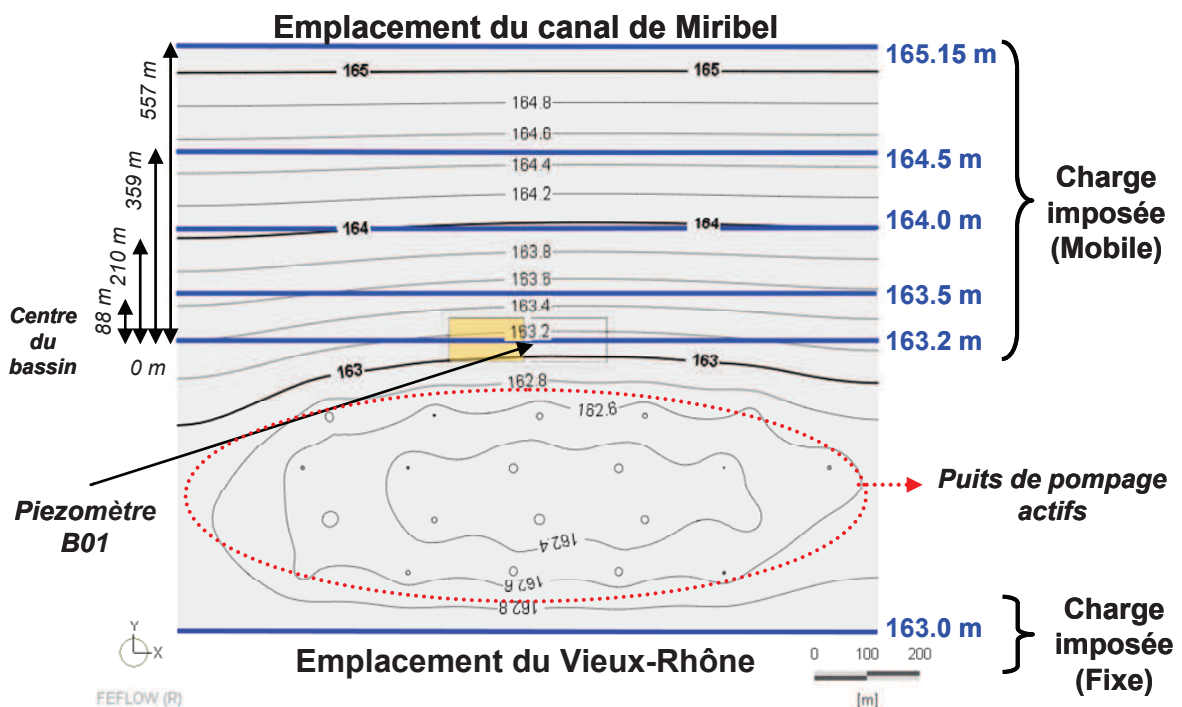 Emplacement du canal de Miribel
165.15 m
165
165
557 m
164.8
164.6
164.5 m
164.4
Charge
imposée
(Mobile)
359 m
164.2
164.0 m
164
164
210 m
163.8
163.6
163.5 m
88 m
163.4
Centre
du
bassin
0 m
163.2
163.2 m
163
163
162.8
162.6
Piezomètre
B01
Puits de pompage
actifs
162.4
162.6
162.8
163.0 m
Charge
imposée
(Fixe)
Y
X
Emplacement du Vieux-Rhône
0 100 200
[m]
FEFLOW (R)